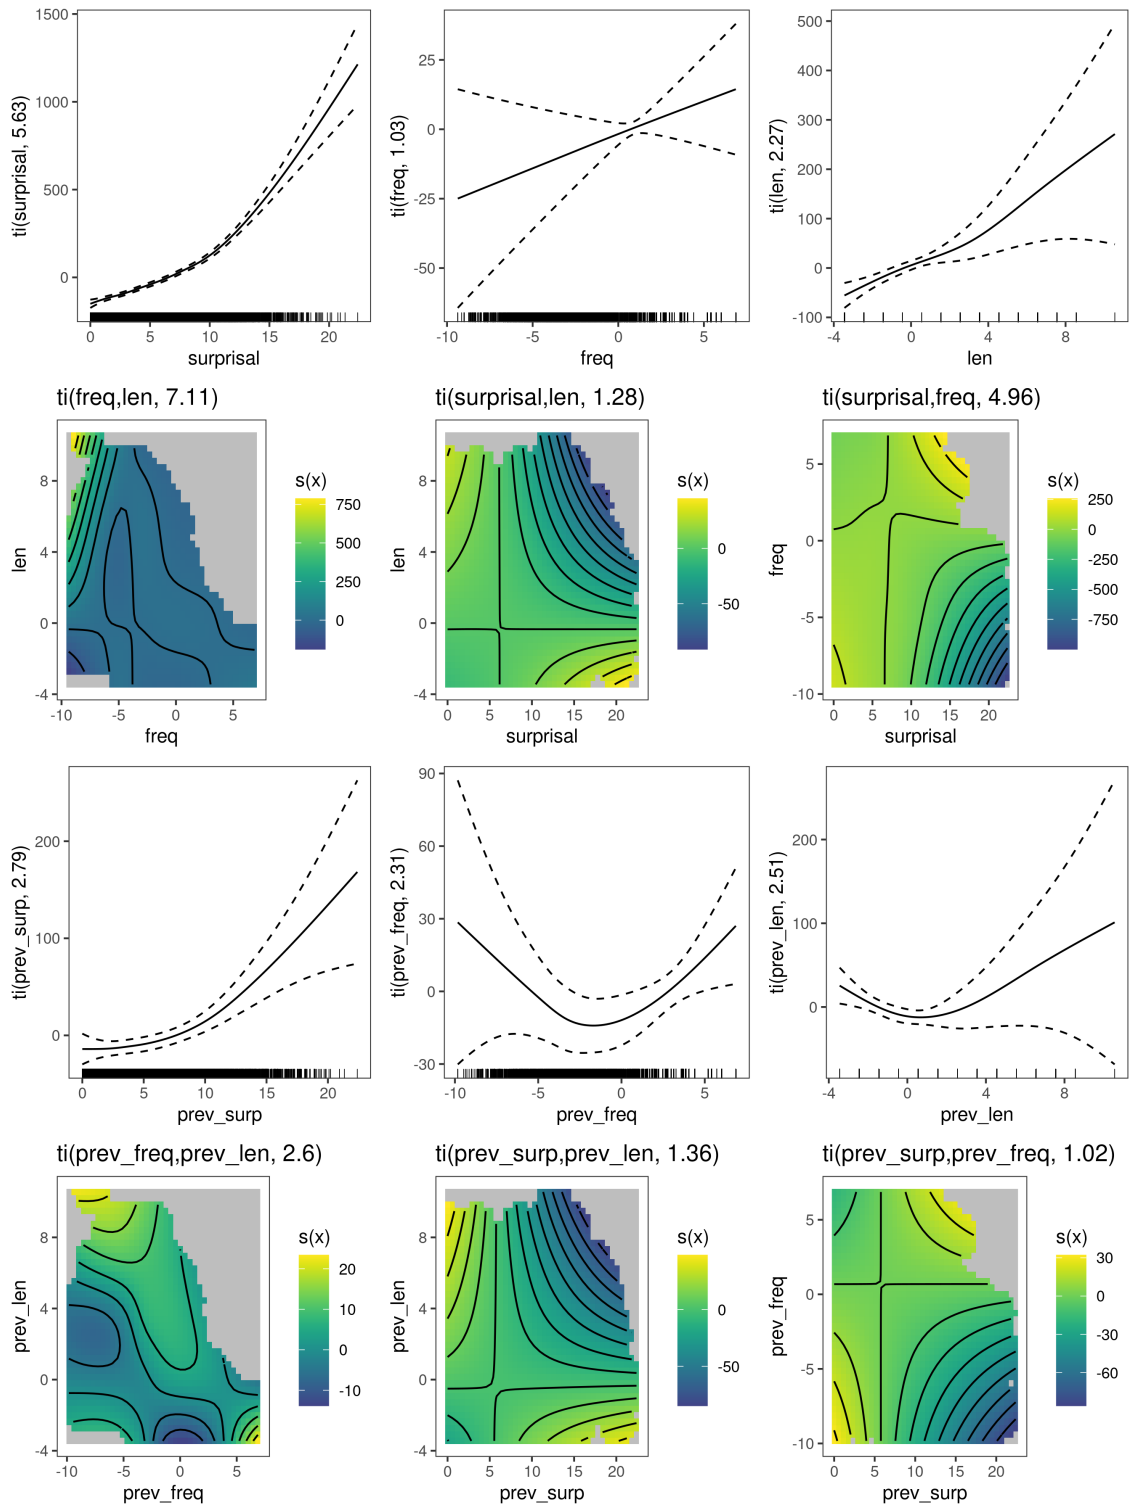 1500
1000
500
0
ti(surprisal, 5.63)
0 5 10 15 20
surprisal
25
0
-25
-50
ti(freq, 1.03)
-10 -5 0 5
freq
500
400
300
200
100
0
-100
ti(len, 2.27)
-4 0 4 8
len
ti(freq,len, 7.11)
8
4
0
-4
len
-10 -5 0 5
freq
s(x)
750
500
250
0
ti(surprisal,len, 1.28)
8
4
0
-4
len
0 5 10 15 20
surprisal
s(x)
0
-50
ti(surprisal,freq, 4.96)
5
0
-5
-10
freq
0 5 10 15 20
surprisal
s(x)
250
0
-250
-500
-750
200
100
0
ti(prev_surp, 2.79)
0 5 10 15 20
prev_surp
90
60
30
0
-30
ti(prev_freq, 2.31)
-10 -5 0 5
prev_freq
200
100
0
ti(prev_len, 2.51)
-4 0 4 8
prev_len
ti(prev_freq,prev_len, 2.6)
8
4
0
-4
prev_len
-10 -5 0 5
prev_freq
s(x)
20
10
0
-10
ti(prev_surp,prev_len, 1.36)
8
4
0
-4
prev_len
0 5 10 15 20
prev_surp
s(x)
0
-50
ti(prev_surp,prev_freq, 1.02)
5
0
-5
-10
prev_freq
0 5 10 15 20
prev_surp
s(x)
30
0
-30
-60